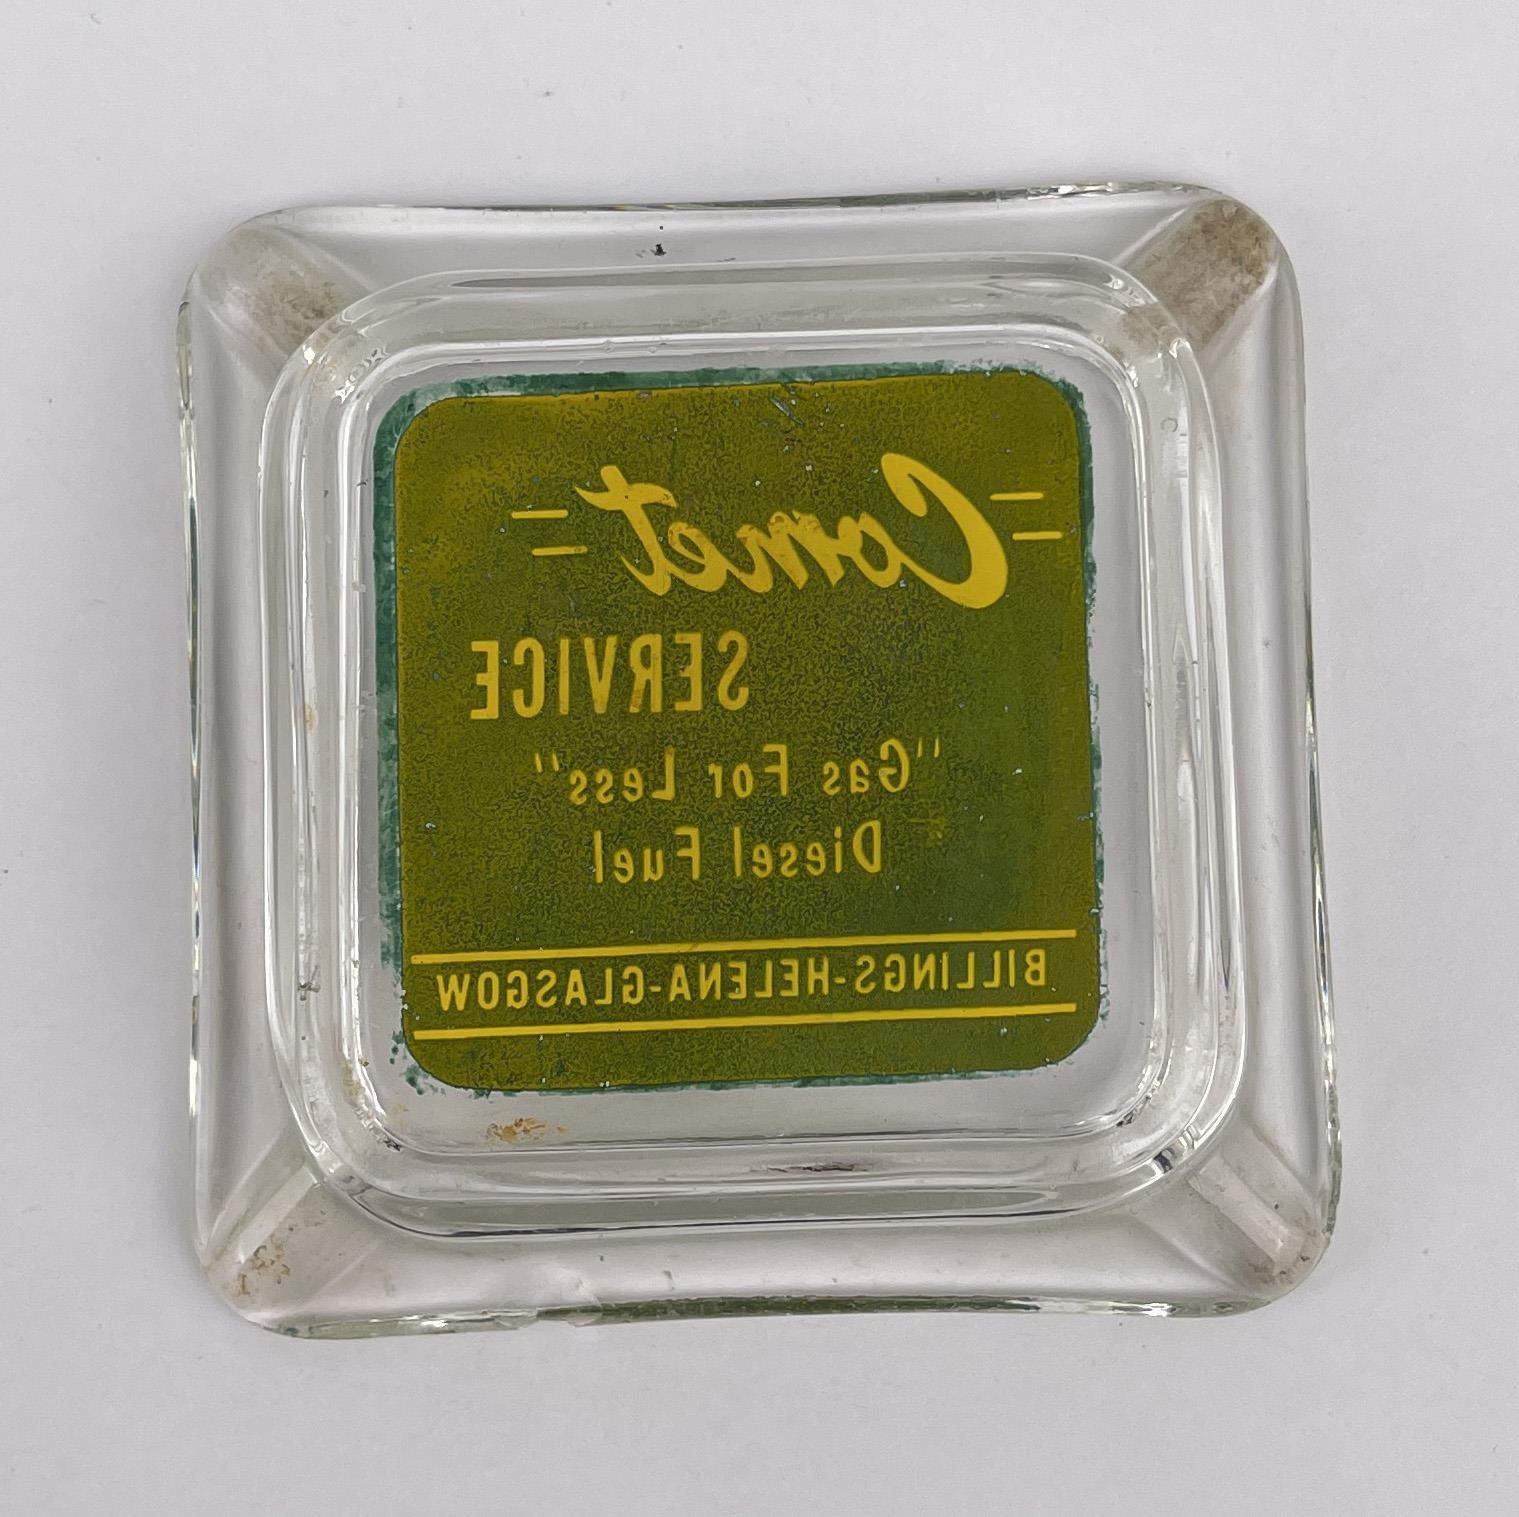 Comet
SERVICE
"Gas For Less"
Diesel Fuel
BILLINGS-HELENA-GLASGOW